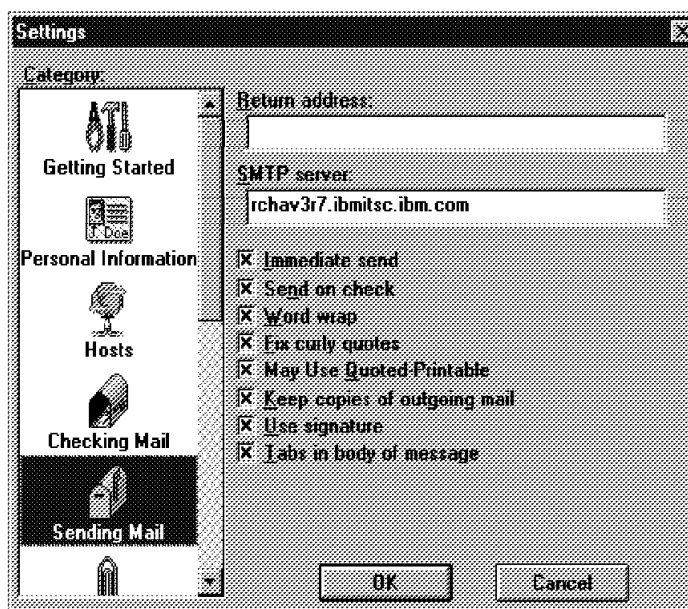 Settings
Category:
Getting Started
J. Doe
Personal Information
Hosts
Checking Mail
Sending Mail
Return address:
SMTP server:
rchav3r7.ibmitsc.ibm.com
Immediate send
Send on check
Word wrap
Fix curly quotes
May Use Quoted-Printable
Keep copies of outgoing mail
Use signature
Tabs in body of message
OK
Cancel